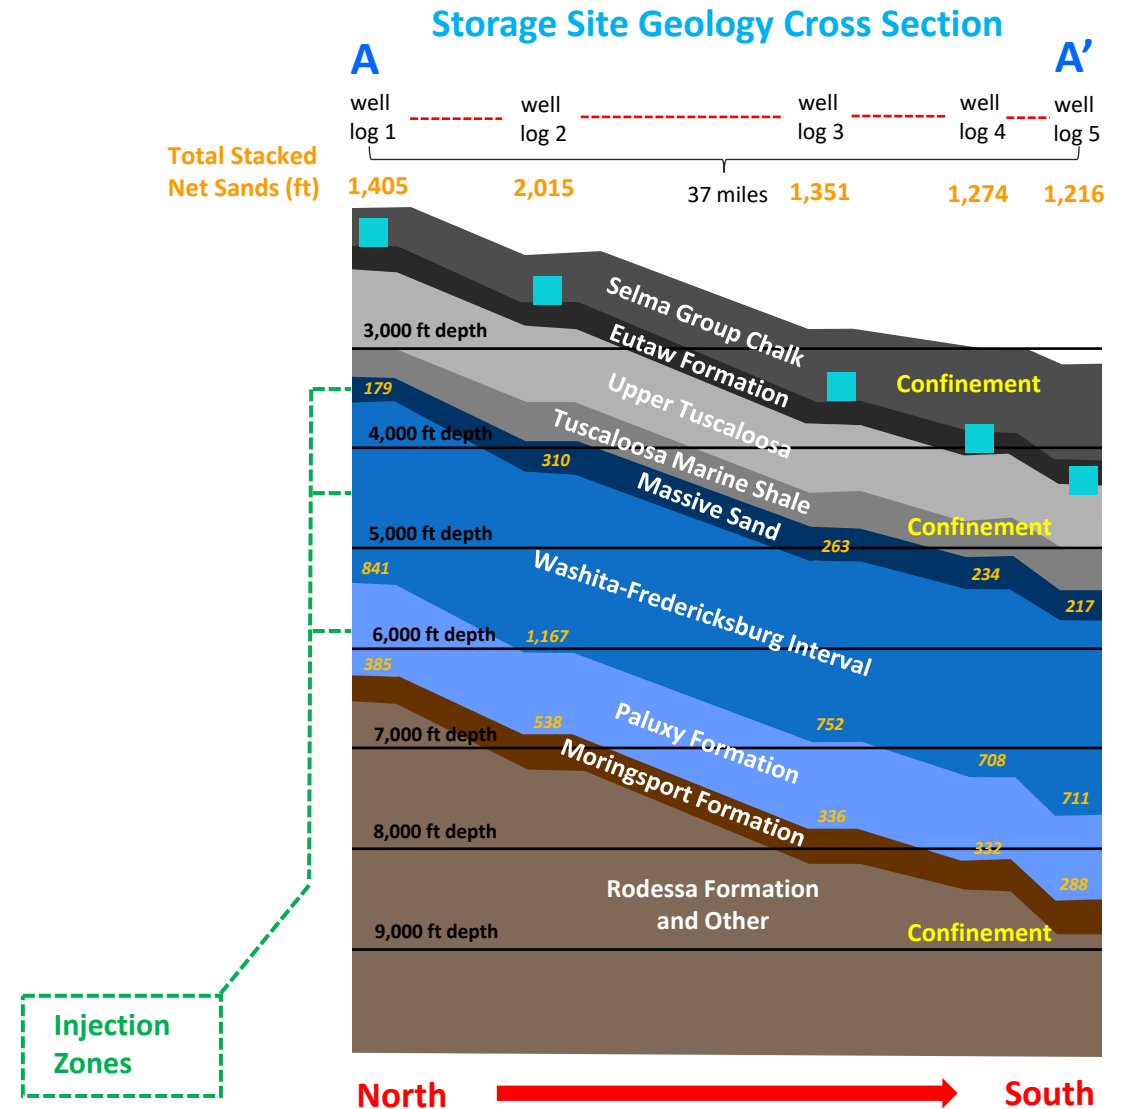 Storage Site Geology Cross Section
A
A’
well
log 1
well
log 2
well
log 3
well
log 4
well
log 5
Total Stacked
Net Sands (ft)
1,405
2,015
37 miles
1,351
1,274
1,216
Selma Group Chalk
Eutaw Formation
3,000 ft depth
Upper Tuscaloosa
Confinement
179
Tuscaloosa Marine Shale
4,000 ft depth
310
Massive Sand
Confinement
5,000 ft depth
263
841
234
217
Washita-Fredericksburg Interval
6,000 ft depth
1,167
385
Paluxy Formation
538
752
7,000 ft depth
708
Moringsport Formation
711
336
8,000 ft depth
332
288
Rodessa Formation
and Other
9,000 ft depth
Confinement
Injection
Zones
North
South